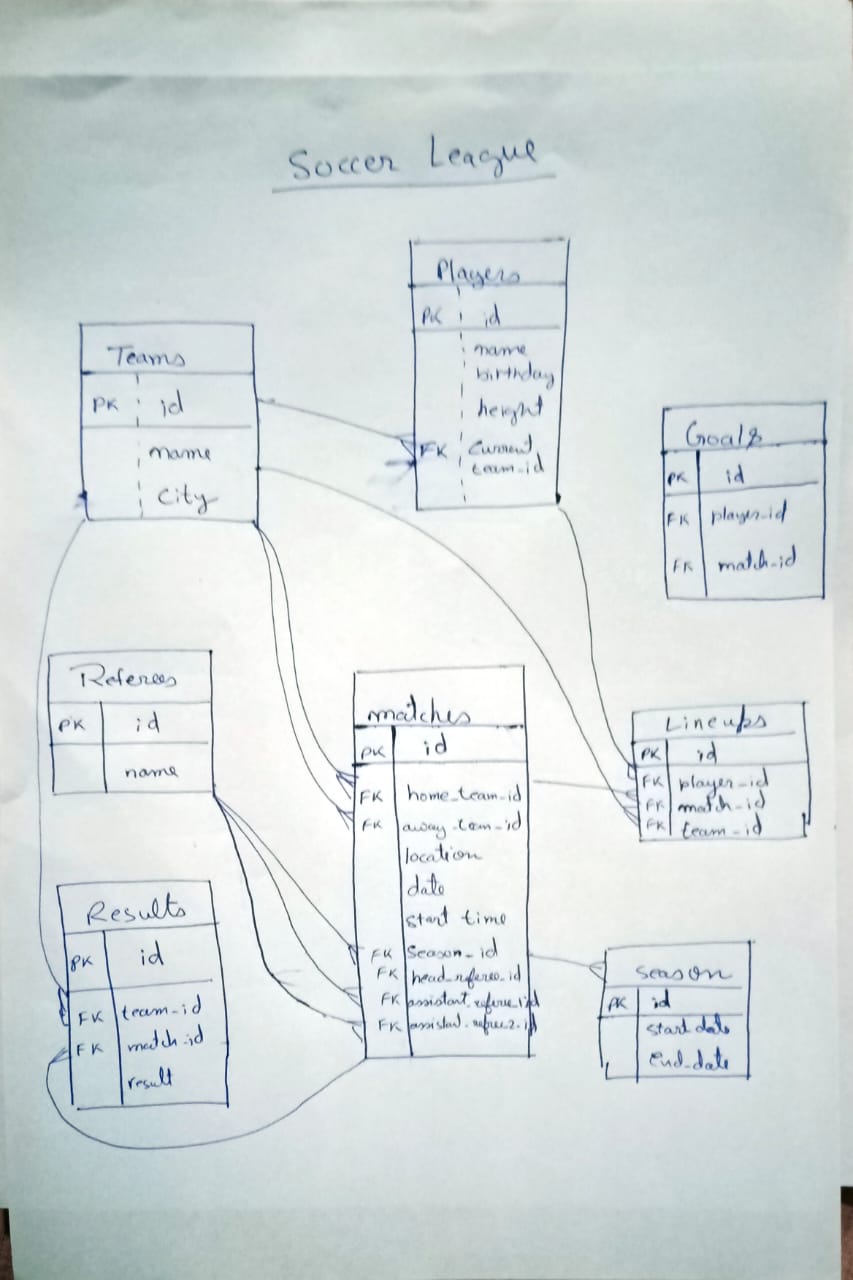 Soccer League
Players
PK id
name
birthday
height
FK Current
team_id
Teams
PK id
name
City
Goals
PK id
FK player_id
FK match_id
Referees
PK id
name
matches
PK id
FK home_team_id
FK away_team_id
location
date
start time
FK Season_id
FK head_referee_id
FK assistant_referee_1_id
FK assistant_referee_2_id
Lineups
PK id
FK player_id
FK match_id
FK team_id
Results
PK id
FK team_id
FK match_id
result
Season
PK id
start date
End_date